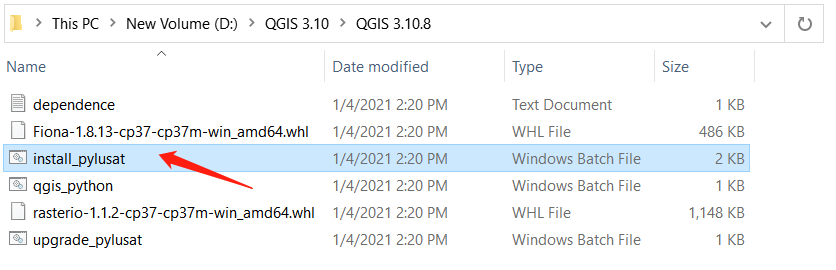 This PC > New Volume (D:) > QGIS 3.10 > QGIS 3.10.8
Name Date modified Type Size
dependence 1/4/2021 2:20 PM Text Document 1 KB
Fiona-1.8.13-cp37-cp37m-win_amd64.whl 1/4/2021 2:20 PM WHL File 486 KB
install_pylusat 1/4/2021 2:20 PM Windows Batch File 2 KB
qgis_python 1/4/2021 2:20 PM Windows Batch File 1 KB
rasterio-1.1.2-cp37-cp37m-win_amd64.whl 1/4/2021 2:20 PM WHL File 1,148 KB
upgrade_pylusat 1/4/2021 2:20 PM Windows Batch File 1 KB